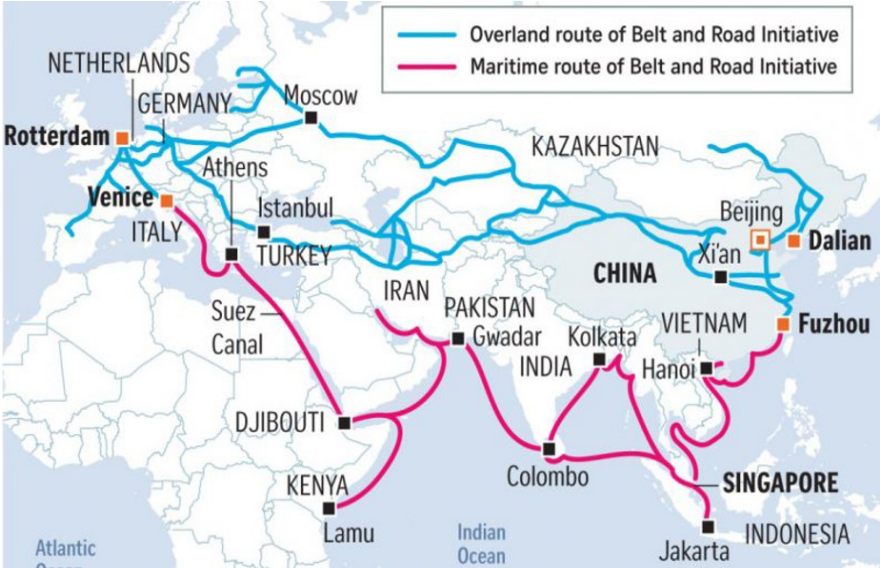 Overland route of Belt and Road Initiative
Maritime route of Belt and Road Initiative
NETHERLANDS
GERMANY
Moscow
Rotterdam
KAZAKHSTAN
Athens
Venice
Istanbul
Beijing
ITALY
TURKEY
Xi'an
Dalian
CHINA
IRAN
Suez
Canal
PAKISTAN
Gwadar
Kolkata
VIETNAM
Fuzhou
INDIA
Hanoi
DJIBOUTI
Colombo
KENYA
SINGAPORE
Lamu
Indian
Ocean
Jakarta
INDONESIA
Atlantic
Ocean